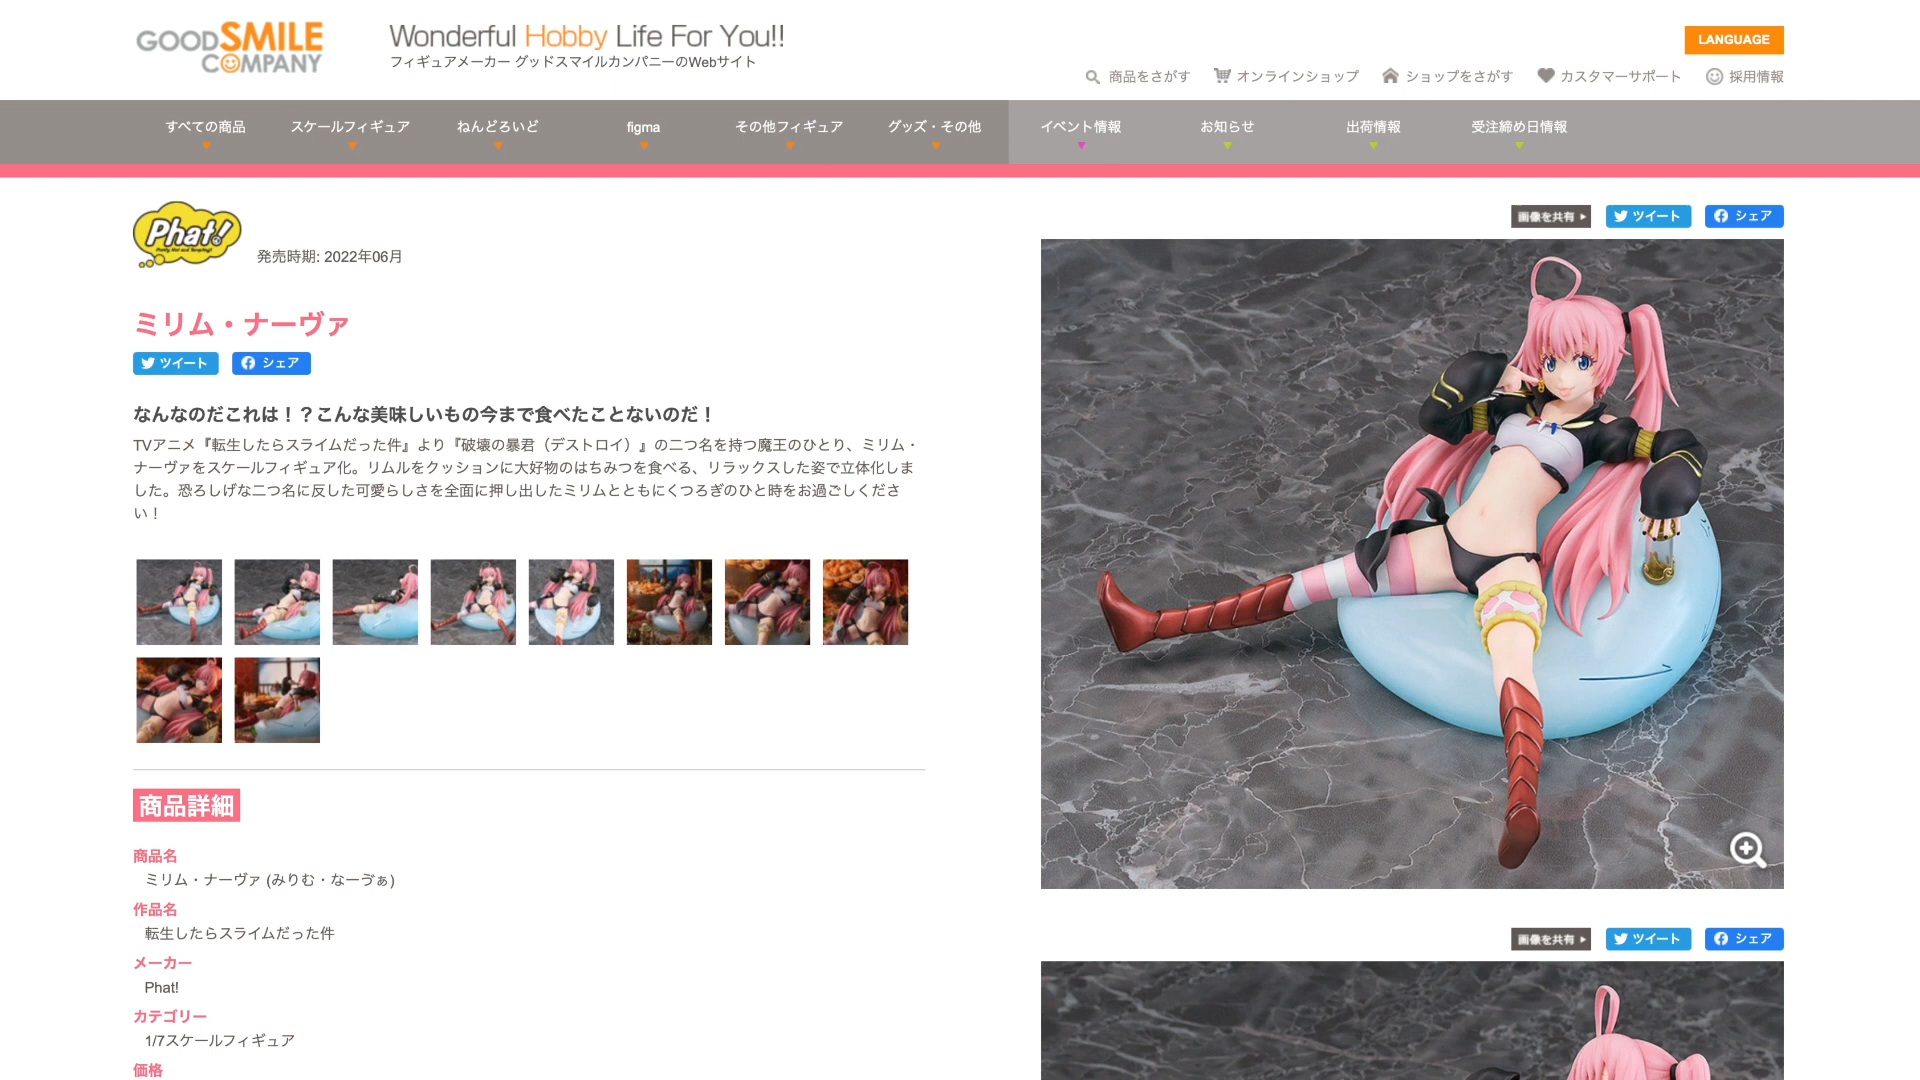 GOODSMILE
COMPANY
Wonderful Hobby Life For You!!
フィギュアメーカー グッドスマイルカンパニーのWebサイト
LANGUAGE
商品をさがす オンラインショップ ショップをさがす カスタマーサポート 採用情報
すべての商品 スケールフィギュア ねんどろいど figma その他フィギュア グッズ・その他 イベント情報 お知らせ 出荷情報 受注締め日情報
Phat!
発売時期: 2022年06月
画像を共有 ツイート シェア
ミリム・ナーヴァ
ツイート シェア
なんなのだこれは！？こんな美味しいもの今まで食べたことないのだ！
TVアニメ『転生したらスライムだった件』より『破壊の暴君（デストロイ）』の二つ名を持つ魔王のひとり、ミリム・
ナーヴァをスケールフィギュア化。リムルをクッションに大好物のはちみつを食べる、リラックスした姿で立体化しま
した。恐ろしげな二つ名に反した可愛らしさを全面に押し出したミリムとともにくつろぎのひと時をお過ごしくださ
い！
商品詳細
商品名
ミリム・ナーヴァ (みりむ・なーゔぁ)
作品名
転生したらスライムだった件
メーカー
Phat!
カテゴリー
1/7スケールフィギュア
価格
画像を共有 ツイート シェア